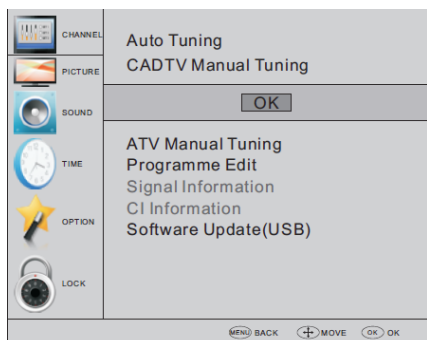 CHANNEL
PICTURE
SOUND
TIME
OPTION
LOCK
Auto Tuning
CADTV Manual Tuning
OK
ATV Manual Tuning
Programme Edit
Signal Information
CI Information
Software Update(USB)
MENU BACK MOVE OK OK